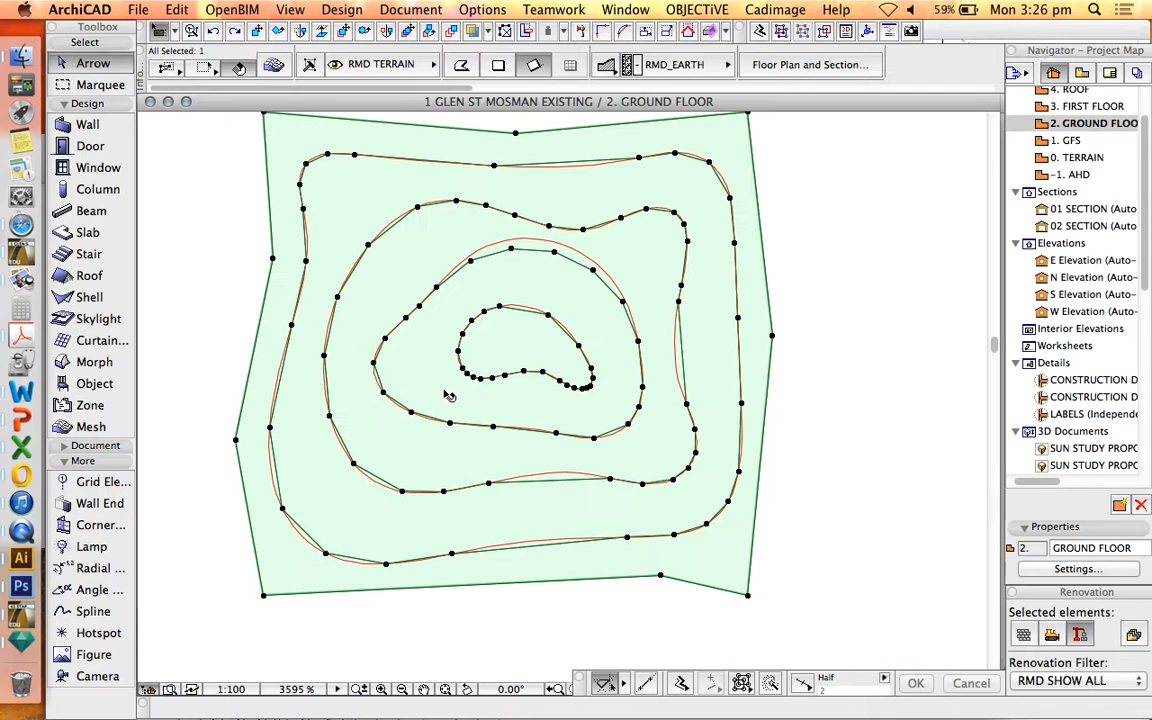 ArchiCAD File Edit OpenBIM View Design Document Options Teamwork Window OBJECTiVE Cadimage Help 59% Mon 3:26 pm
Toolbox
Select
Arrow
Marquee
Design
Wall
Door
Window
Column
Beam
Slab
Stair
Roof
Shell
Skylight
Curtain...
Morph
Object
Zone
Mesh
Document
More
Grid Ele...
Wall End
Corner...
Lamp
Radial ...
Angle ...
Spline
Hotspot
Figure
Camera
All Selected: 1
RMD TERRAIN
RMD_EARTH
Floor Plan and Section...
1 GLEN ST MOSMAN EXISTING / 2. GROUND FLOOR
1:100
3595 %
0.00°
Half
2
OK
Cancel
Navigator - Project Map
4. ROOF
3. FIRST FLOOR
2. GROUND FLOO
1. GFS
0. TERRAIN
-1. AHD
Sections
01 SECTION (Auto
02 SECTION (Auto
Elevations
E Elevation (Auto-
N Elevation (Auto-
S Elevation (Auto-
W Elevation (Auto-
Interior Elevations
Worksheets
Details
CONSTRUCTION D
CONSTRUCTION D
LABELS (Independe
3D Documents
SUN STUDY PROPC
SUN STUDY PROPC
Properties
2. GROUND FLOOR
Settings...
Renovation
Selected elements:
Renovation Filter:
RMD SHOW ALL